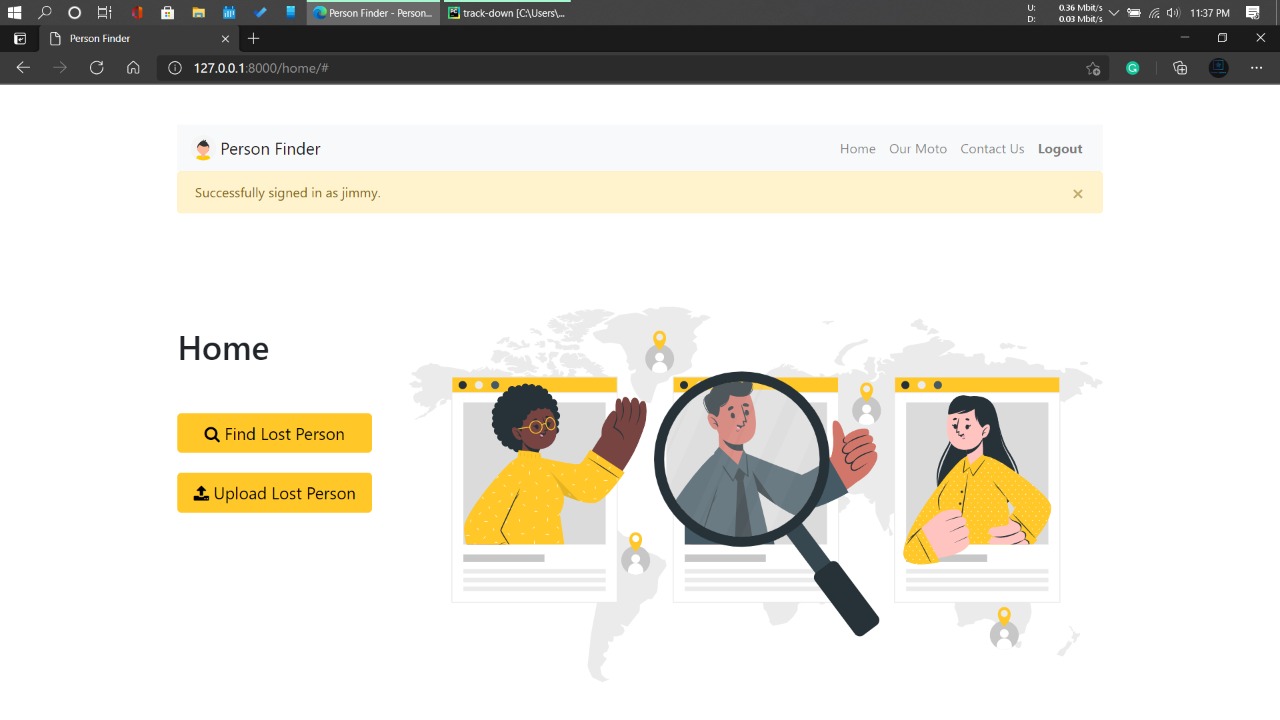 Person Finder - Person...
track-down [C:\Users\...
U: 0.36 Mbit/s
D: 0.03 Mbit/s
11:37 PM
Person Finder
127.0.0.1:8000/home/#
Person Finder
Home Our Moto Contact Us Logout
Successfully signed in as jimmy.
×
Home
Find Lost Person
Upload Lost Person